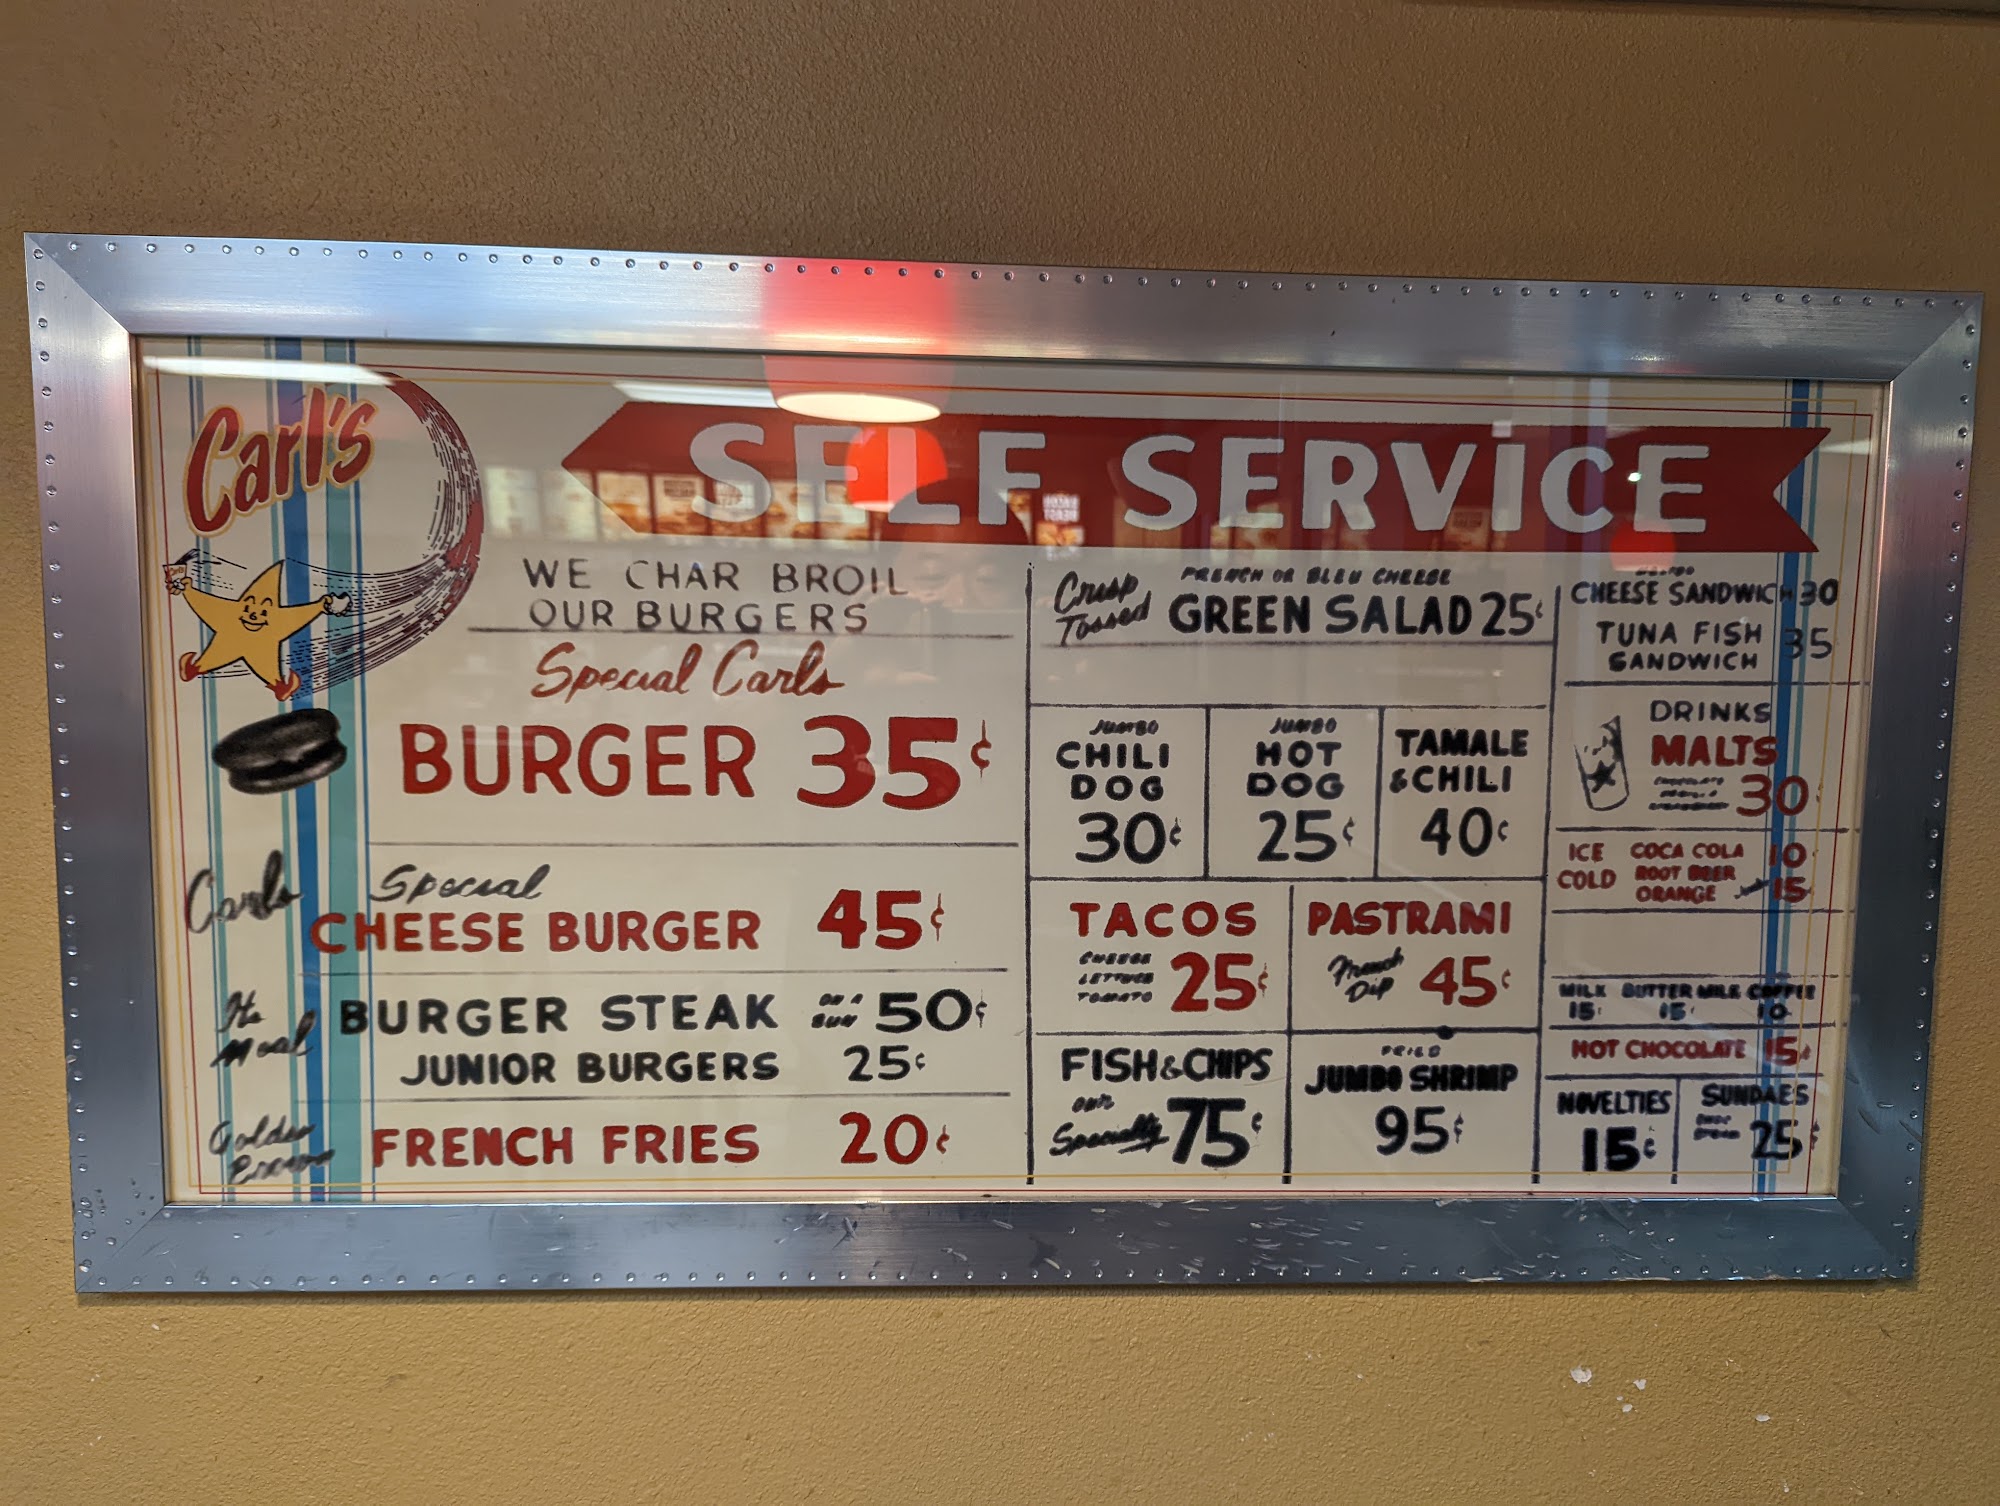 Carl's
SELF SERVICE
WE CHAR BROIL
OUR BURGERS
Special Carls
BURGER 35¢
Carls Special
CHEESE BURGER 45¢
BURGER STEAK ON A BUN 50¢
JUNIOR BURGERS 25¢
Golden Brown
FRENCH FRIES 20¢
Crisp Tossed
FRENCH OR BLEU CHEESE
GREEN SALAD 25¢
JUMBO
CHILI
DOG
30¢
JUMBO
HOT
DOG
25¢
TAMALE
& CHILI
40¢
TACOS
CHEESE
LETTUCE
TOMATO
25¢
PASTRAMI
French
Dip
45¢
FISH & CHIPS
our
Specialty 75¢
FRIED
JUMBO SHRIMP
95¢
CHEESE SANDWICH 30
TUNA FISH
SANDWICH 35
DRINKS
MALTS
30
ICE COLD
COCA COLA 10
ROOT BEER
ORANGE 15
MILK BUTTER MILK COFFEE
15 15 10
HOT CHOCOLATE 15¢
NOVELTIES
15¢
SUNDAES
25¢